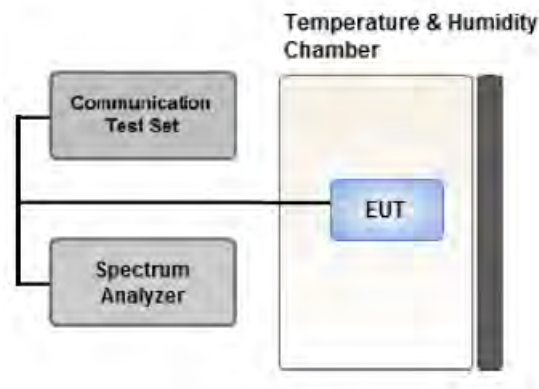 Temperature & Humidity
Chamber
Communication
Test Set
EUT
Spectrum
Analyzer